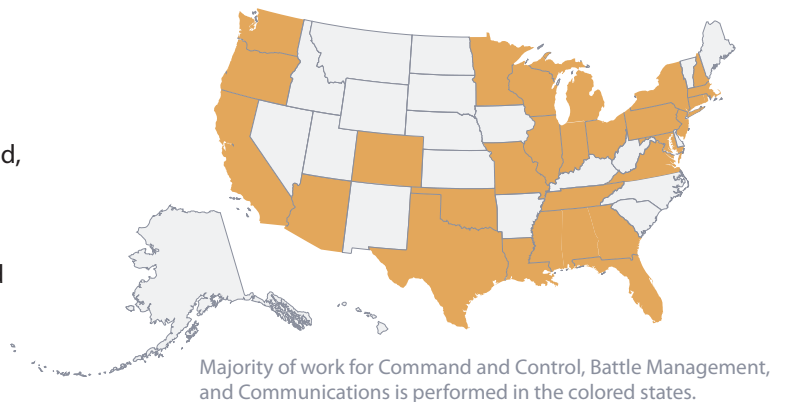 d,
Majority of work for Command and Control, Battle Management,
and Communications is performed in the colored states.